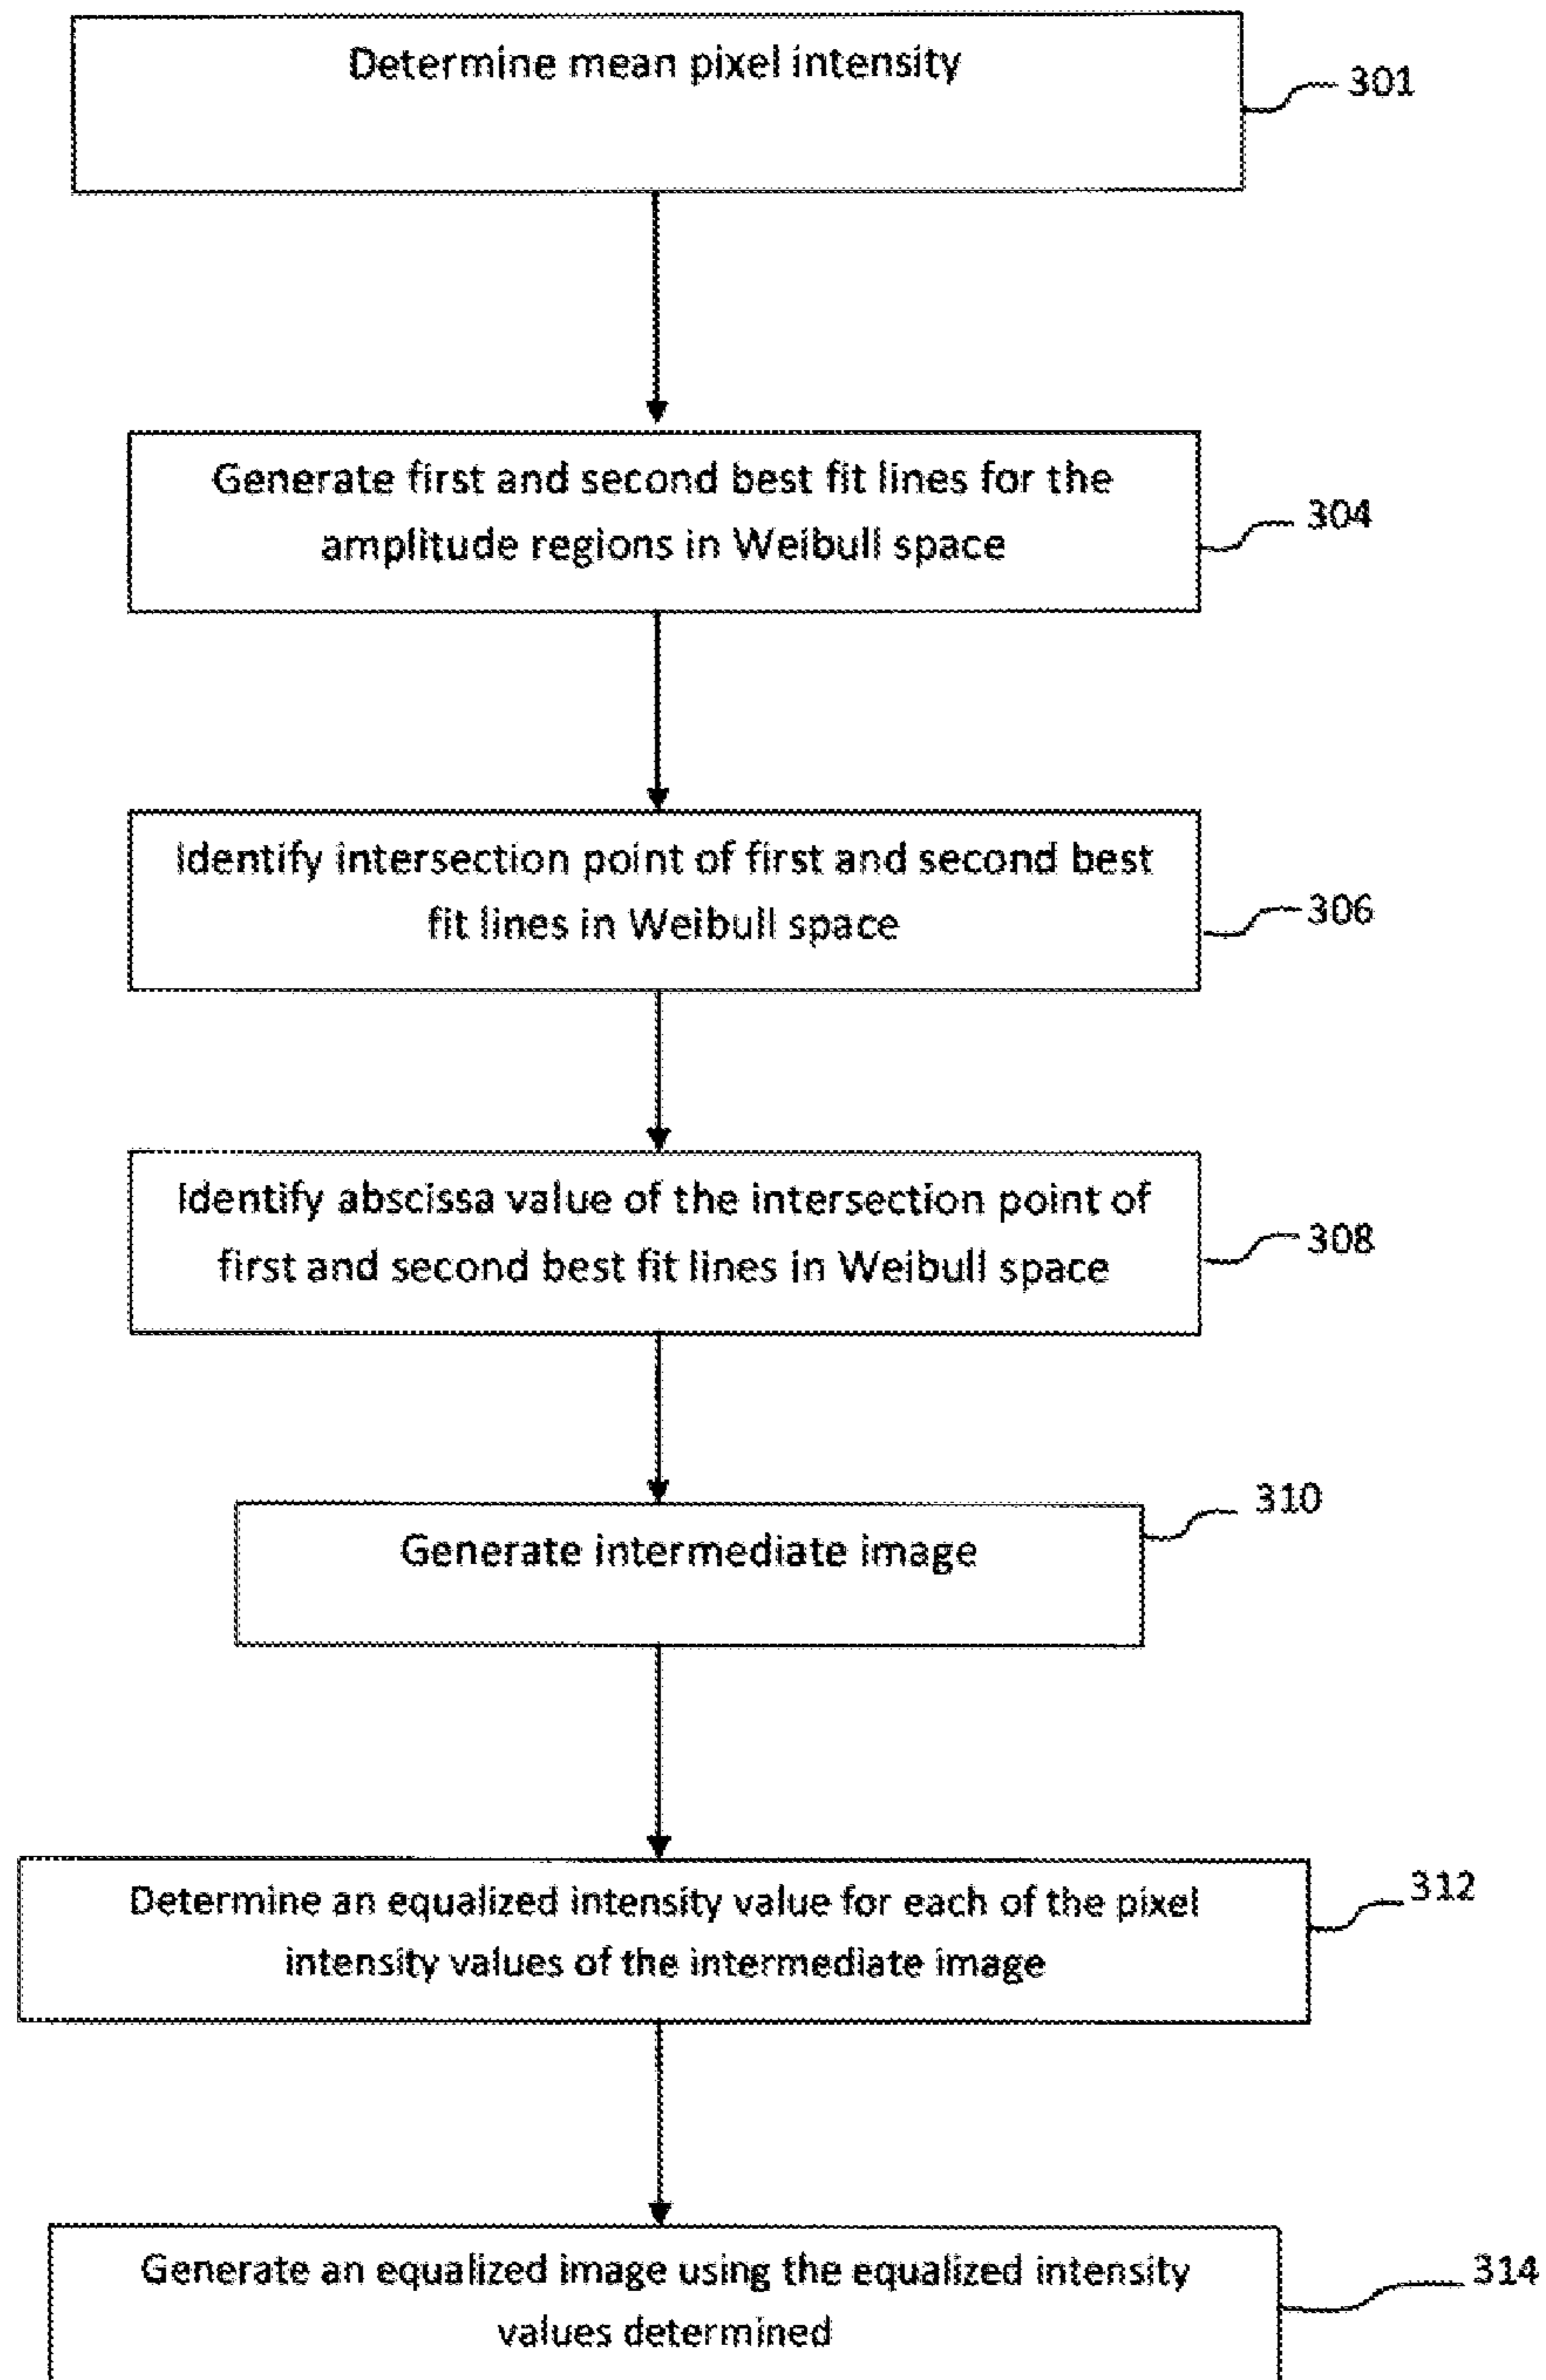 Determine mean pixel intensity
301
Generate first and second best fit lines for the
amplitude regions in Weibull space
304
Identify intersection point of first and second best
fit lines in Weibull space
306
Identify abscissa value of the intersection point of
first and second best fit lines in Weibull space
308
310
Generate intermediate image
312
Determine an equalized intensity value for each of the pixel
intensity values of the intermediate image
314
Generate an equalized image using the equalized intensity
values determined